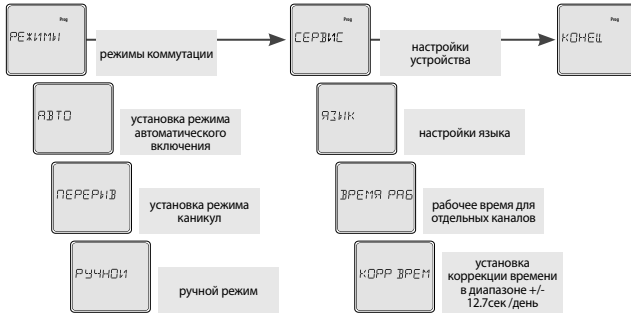 Prog
РЕЖИМЫ
режимы коммутации
Prog
СЕРВИС
настройки
устройства
Prog
КОНЕЦ
АВТО
установка режима
автоматического
включения
ЯЗЫК
настройки языка
ПЕРЕРЫВ
установка режима
каникул
ВРЕМЯ РАБ
рабочее время для
отдельных каналов
РУЧНОИ
ручной режим
КОРР ВРЕМ
установка
коррекции времени
в диапазоне +/-
12.7сек /день